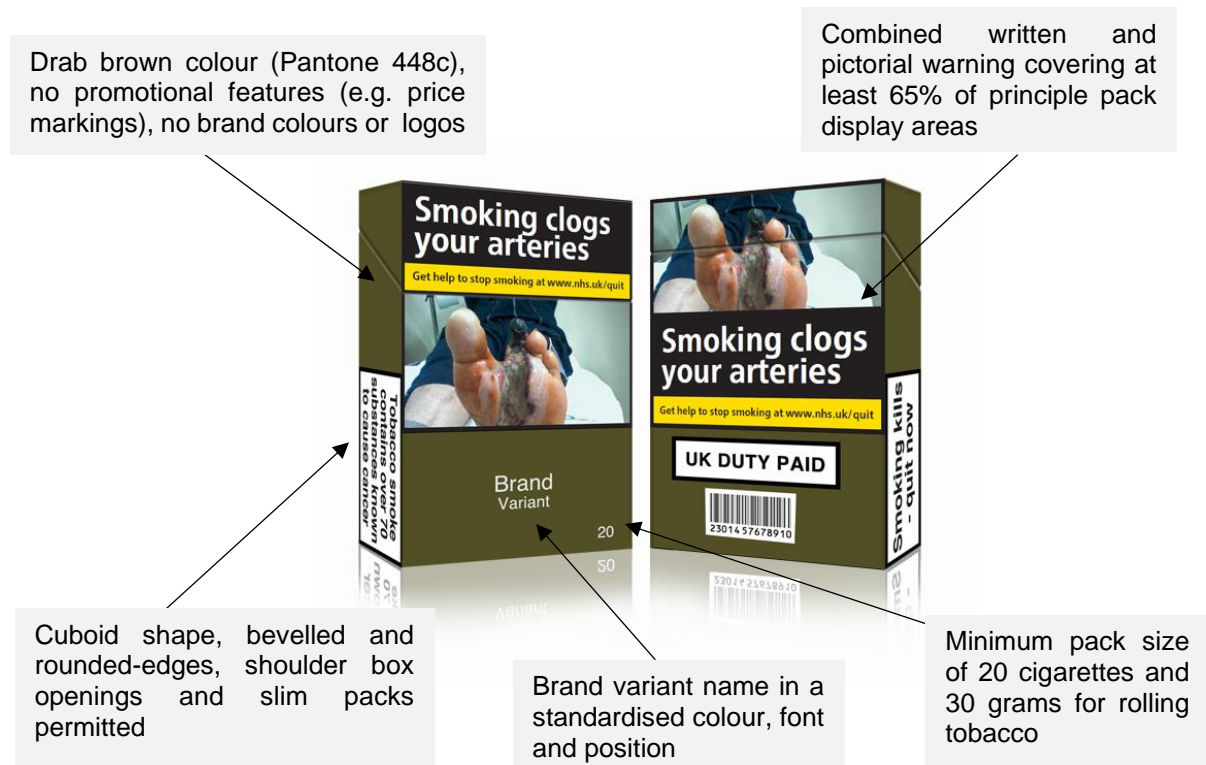 Drab brown colour (Pantone 448c),
no promotional features (e.g. price
markings), no brand colours or logos
Combined written and
pictorial warning covering at
least 65% of principle pack
display areas
Smoking clogs
your arteries
Get help to stop smoking at www.nhs.uk/quit
Tobacco smoke
contains over 70
substances known
to cause cancer
Brand
Variant
20
Smoking clogs
your arteries
Get help to stop smoking at www.nhs.uk/quit
UK DUTY PAID
2301457678910
Smoking kills
- quit now
Cuboid shape, bevelled and
rounded-edges, shoulder box
openings and slim packs
permitted
Brand variant name in a
standardised colour, font
and position
Minimum pack size
of 20 cigarettes and
30 grams for rolling
tobacco